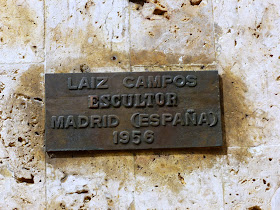 LAIZ CAMPOS
ESCULTOR
MADRID (ESPAÑA)
1956